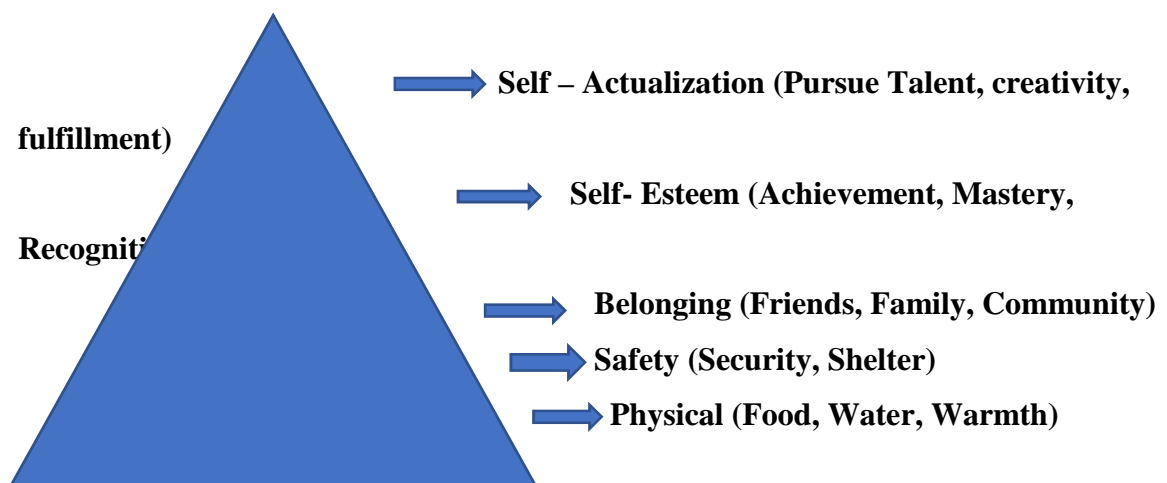 Self – Actualization (Pursue Talent, creativity,
fulfillment)
Self- Esteem (Achievement, Mastery,
Belonging (Friends, Family, Community)
Safety (Security, Shelter)
Physical (Food, Water, Warmth)